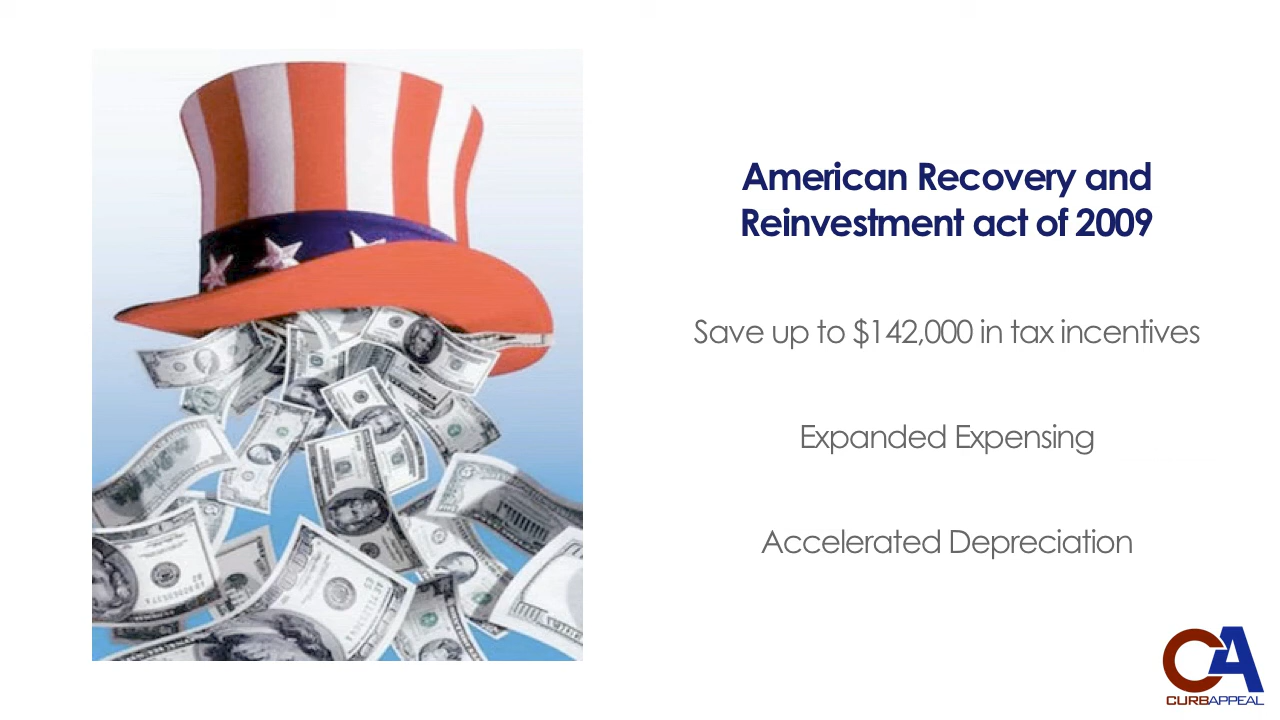 American Recovery and
Reinvestment act of 2009
Save up to $142,000 in tax incentives
Expanded Expensing
Accelerated Depreciation
CA
CURBAPPEAL